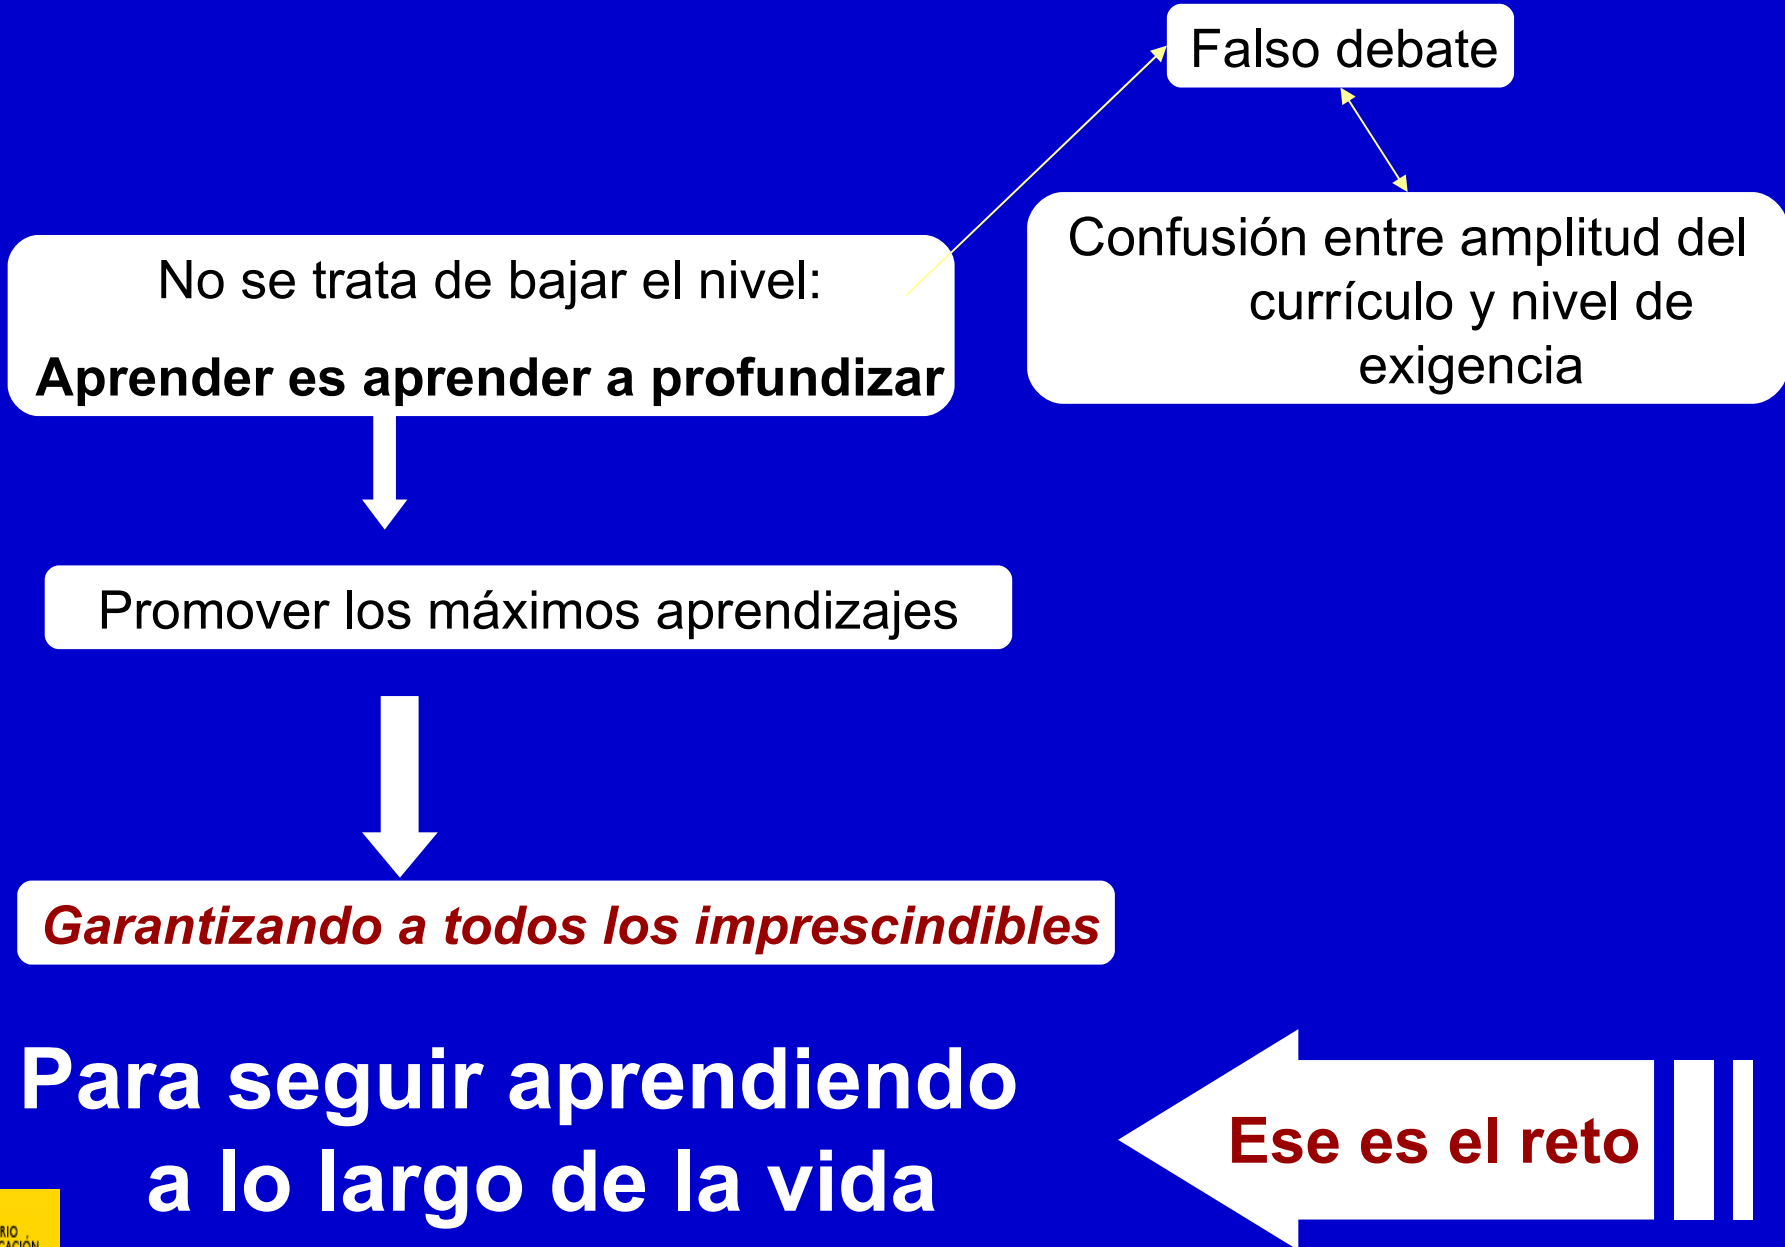 Falso debate
No se trata de bajar el nivel:
Aprender es aprender a profundizar
Confusión entre amplitud del
currículo y nivel de
exigencia
Promover los máximos aprendizajes
Garantizando a todos los imprescindibles
Para seguir aprendiendo
a lo largo de la vida
Ese es el reto